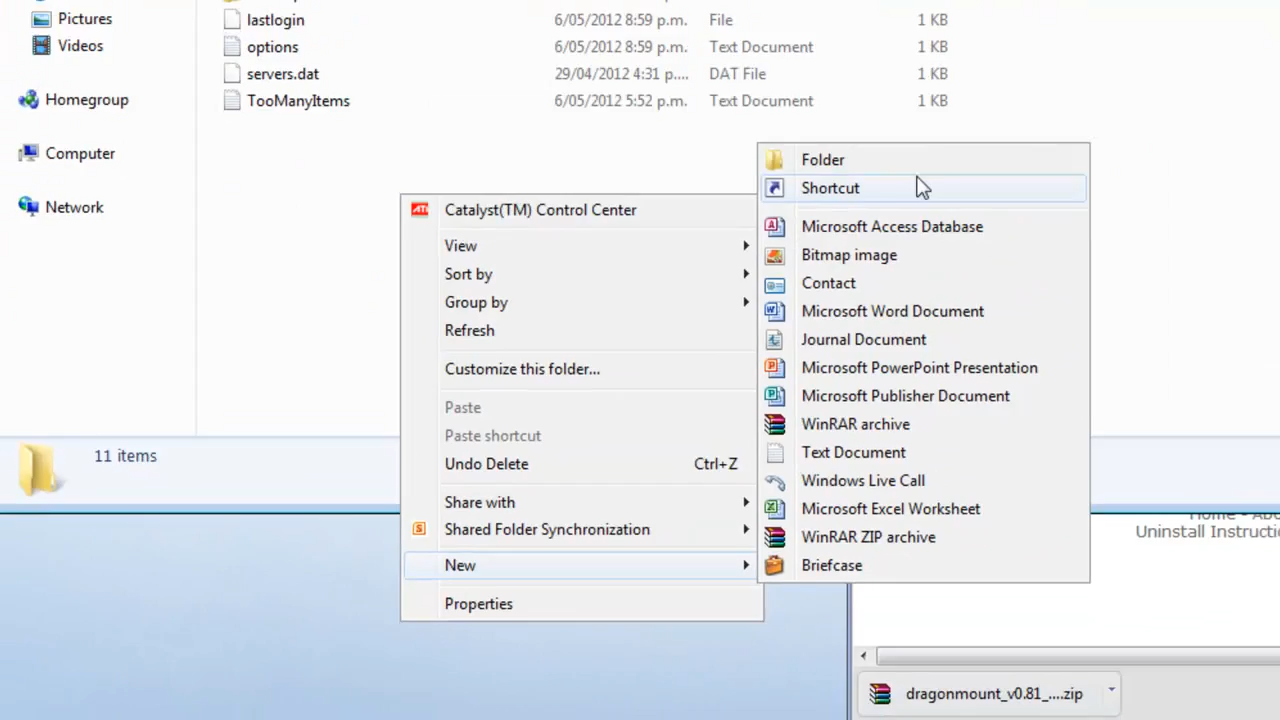 Pictures
lastlogin 6/05/2012 8:59 p.m. File 1 KB
Videos
options 6/05/2012 8:59 p.m. Text Document 1 KB
servers.dat 29/04/2012 4:31 p.... DAT File 1 KB
Homegroup
TooManyItems 6/05/2012 5:52 p.m. Text Document 1 KB
Computer
Network
11 items
Catalyst(TM) Control Center
View
Sort by
Group by
Refresh
Customize this folder...
Paste
Paste shortcut
Undo Delete Ctrl+Z
Share with
Shared Folder Synchronization
New
Properties
Folder
Shortcut
Microsoft Access Database
Bitmap image
Contact
Microsoft Word Document
Journal Document
Microsoft PowerPoint Presentation
Microsoft Publisher Document
WinRAR archive
Text Document
Windows Live Call
Microsoft Excel Worksheet
WinRAR ZIP archive
Briefcase
Home - Abo
Uninstall Instructi
dragonmount_v0.81_....zip